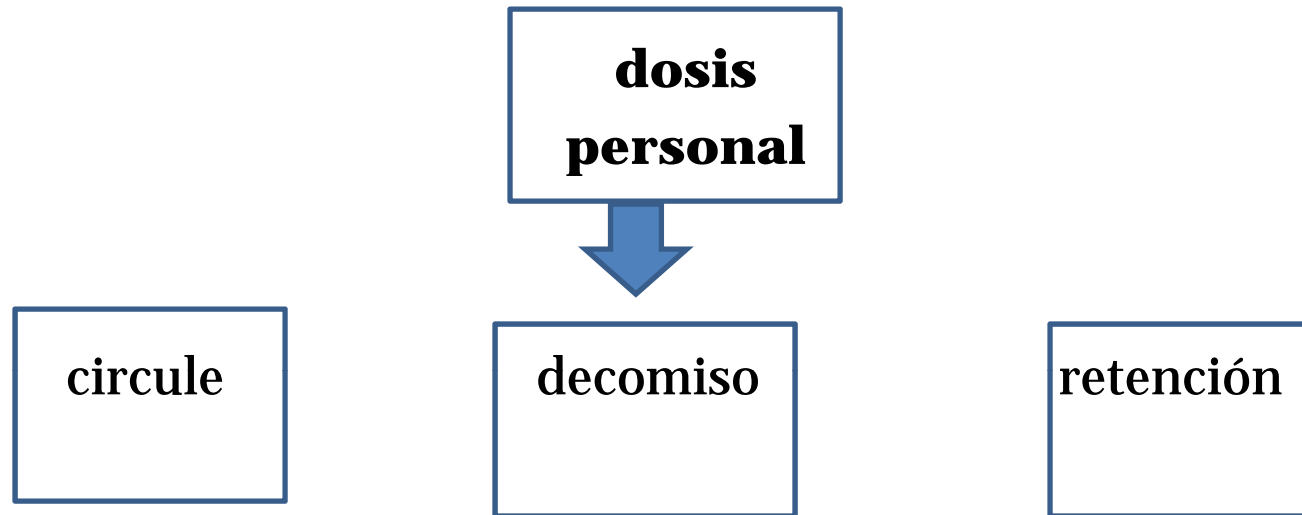 dosis
personal
circule
decomiso
retención